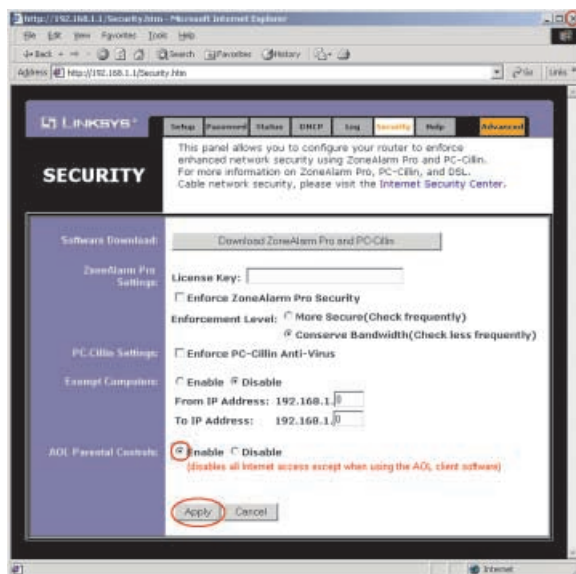 http://192.168.1.1/Security.htm - Microsoft Internet Explorer
File Edit View Favorites Tools Help
Back Search Favorites History
Address http://192.168.1.1/Security.htm Go Links »
LINKSYS® Setup Password Status DHCP Log Security Help Advanced
SECURITY
This panel allows you to configure your router to enforce
enhanced network security using ZoneAlarm Pro and PC-Cillin.
For more information on ZoneAlarm Pro, PC-Cillin, and DSL.
Cable network security, please visit the Internet Security Center.
Software Download: Download ZoneAlarm Pro and PC-Cillin
ZoneAlarm Pro
Settings:
License Key:
Enforce ZoneAlarm Pro Security
Enforcement Level: More Secure(Check frequently)
Conserve Bandwidth(Check less frequently)
PC-Cillin Settings: Enforce PC-Cillin Anti-Virus
Exempt Computers: Enable Disable
From IP Address: 192.168.1.0
To IP Address: 192.168.1.0
AOL Parental Controls: Enable Disable
(disables all Internet access except when using the AOL client software)
Apply Cancel
Internet